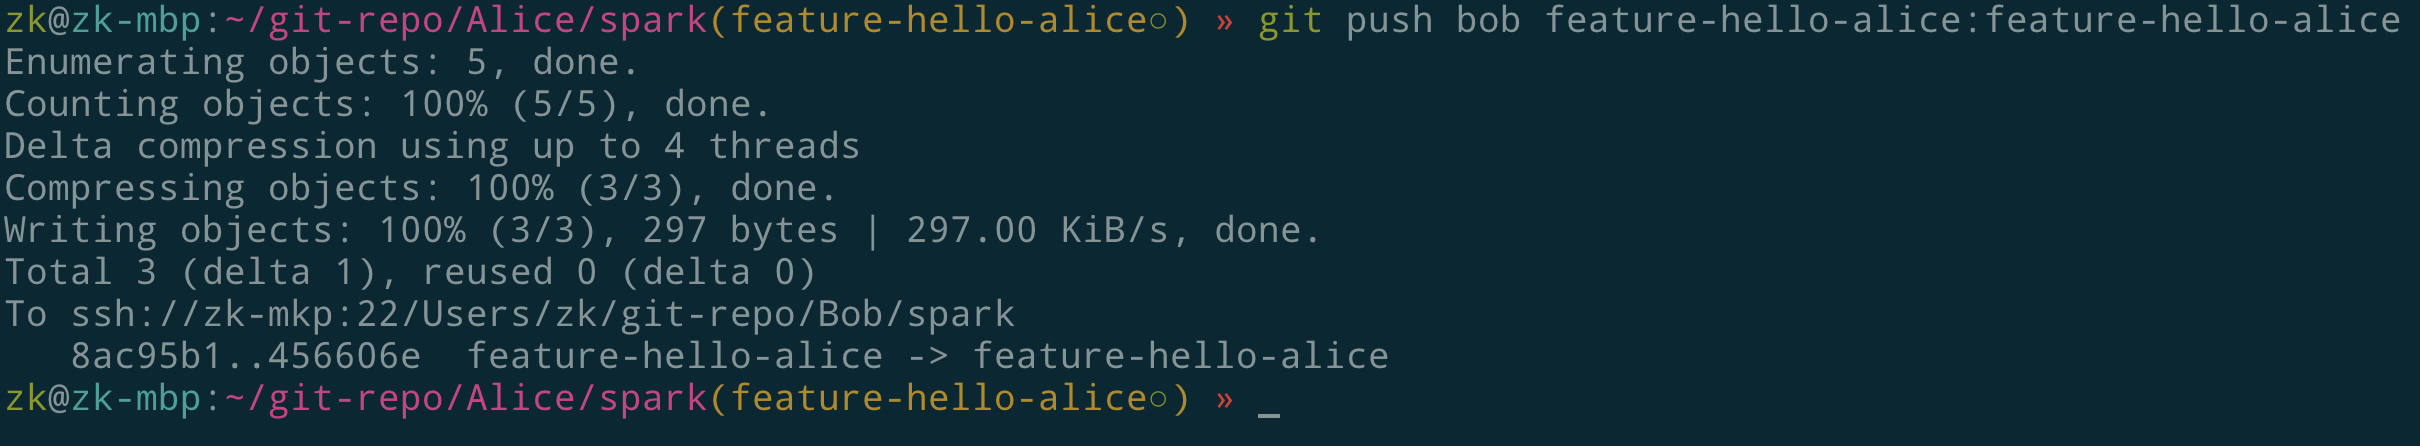 zk@zk-mbp:~/git-repo/Alice/spark(feature-hello-alice○) » git push bob feature-hello-alice:feature-hello-alice
Enumerating objects: 5, done.
Counting objects: 100% (5/5), done.
Delta compression using up to 4 threads
Compressing objects: 100% (3/3), done.
Writing objects: 100% (3/3), 297 bytes | 297.00 KiB/s, done.
Total 3 (delta 1), reused 0 (delta 0)
To ssh://zk-mkp:22/Users/zk/git-repo/Bob/spark
   8ac95b1..456606e  feature-hello-alice -> feature-hello-alice
zk@zk-mbp:~/git-repo/Alice/spark(feature-hello-alice○) » _